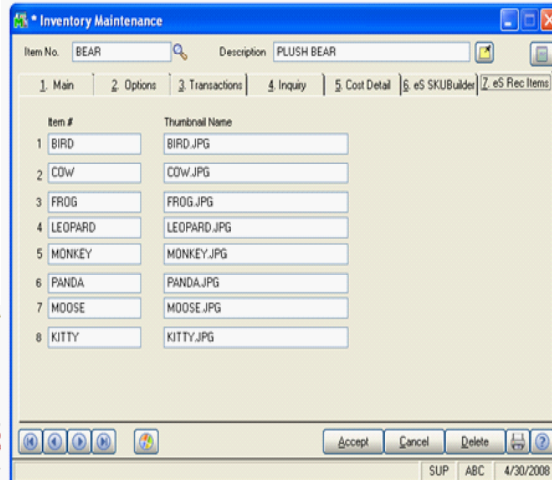 * Inventory Maintenance
Item No. BEAR Description PLUSH BEAR
1. Main 2. Options 3. Transactions 4. Inquiry 5. Cost Detail 6. eS SKUBuilder 7. eS Rec Items
Item # Thumbnail Name
1 BIRD BIRD.JPG
2 COW COW.JPG
3 FROG FROG.JPG
4 LEOPARD LEOPARD.JPG
5 MONKEY MONKEY.JPG
6 PANDA PANDA.JPG
7 MOOSE MOOSE.JPG
8 KITTY KITTY.JPG
Accept Cancel Delete
SUP ABC 4/30/2008